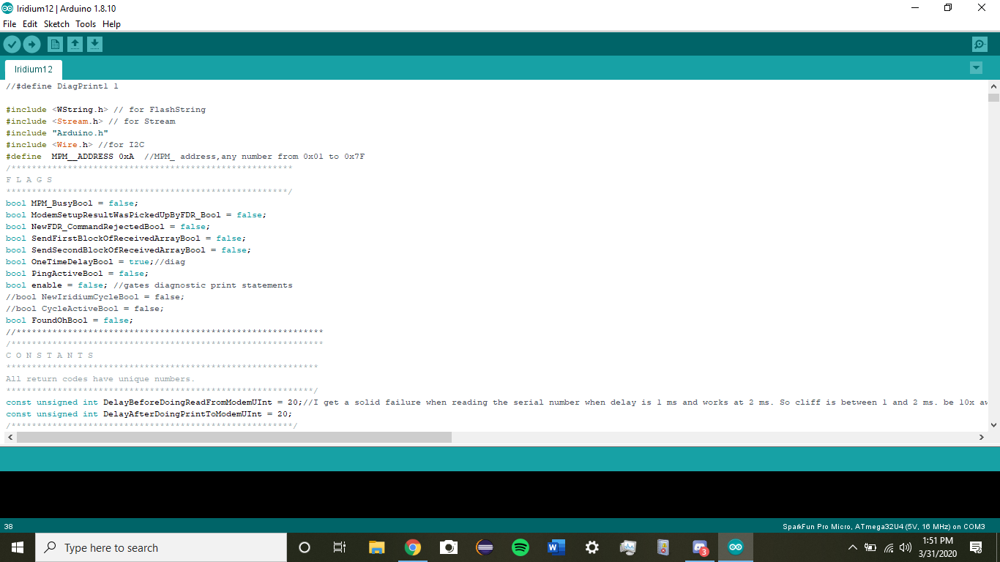 Iridium12 | Arduino 1.8.10
File Edit Sketch Tools Help
Iridium12
//#define DiagPrint1 1
#include <WString.h> // for FlashString
#include <Stream.h> // for Stream
#include "Arduino.h"
#include <Wire.h> //for I2C
#define  MPM__ADDRESS 0xA  //MPM_ address,any number from 0x01 to 0x7F
/*******************************************************
F L A G S
*******************************************************/
bool MPM_BusyBool = false;
bool ModemSetupResultWasPickedUpByFDR_Bool = false;
bool NewFDR_CommandRejectedBool = false;
bool SendFirstBlockOfReceivedArrayBool = false;
bool SendSecondBlockOfReceivedArrayBool = false;
bool OneTimeDelayBool = true;//diag
bool PingActiveBool = false;
bool enable = false; //gates diagnostic print statements
//bool NewIridiumCycleBool = false;
//bool CycleActiveBool = false;
bool FoundOhBool = false;
//************************************************************
/*************************************************************
C O N S T A N T S
*************************************************************
All return codes have unique numbers.
************************************************************/
const unsigned int DelayBeforeDoingReadFromModemUInt = 20;//I get a solid failure when reading the serial number when delay is 1 ms and works at 2 ms. So cliff is between 1 and 2 ms. be 10x
const unsigned int DelayAfterDoingPrintToModemUInt = 20;
/*******************************************************/
38
SparkFun Pro Micro, ATmega32U4 (5V, 16 MHz) on COM3
Type here to search
W
3
1:51 PM
3/31/2020